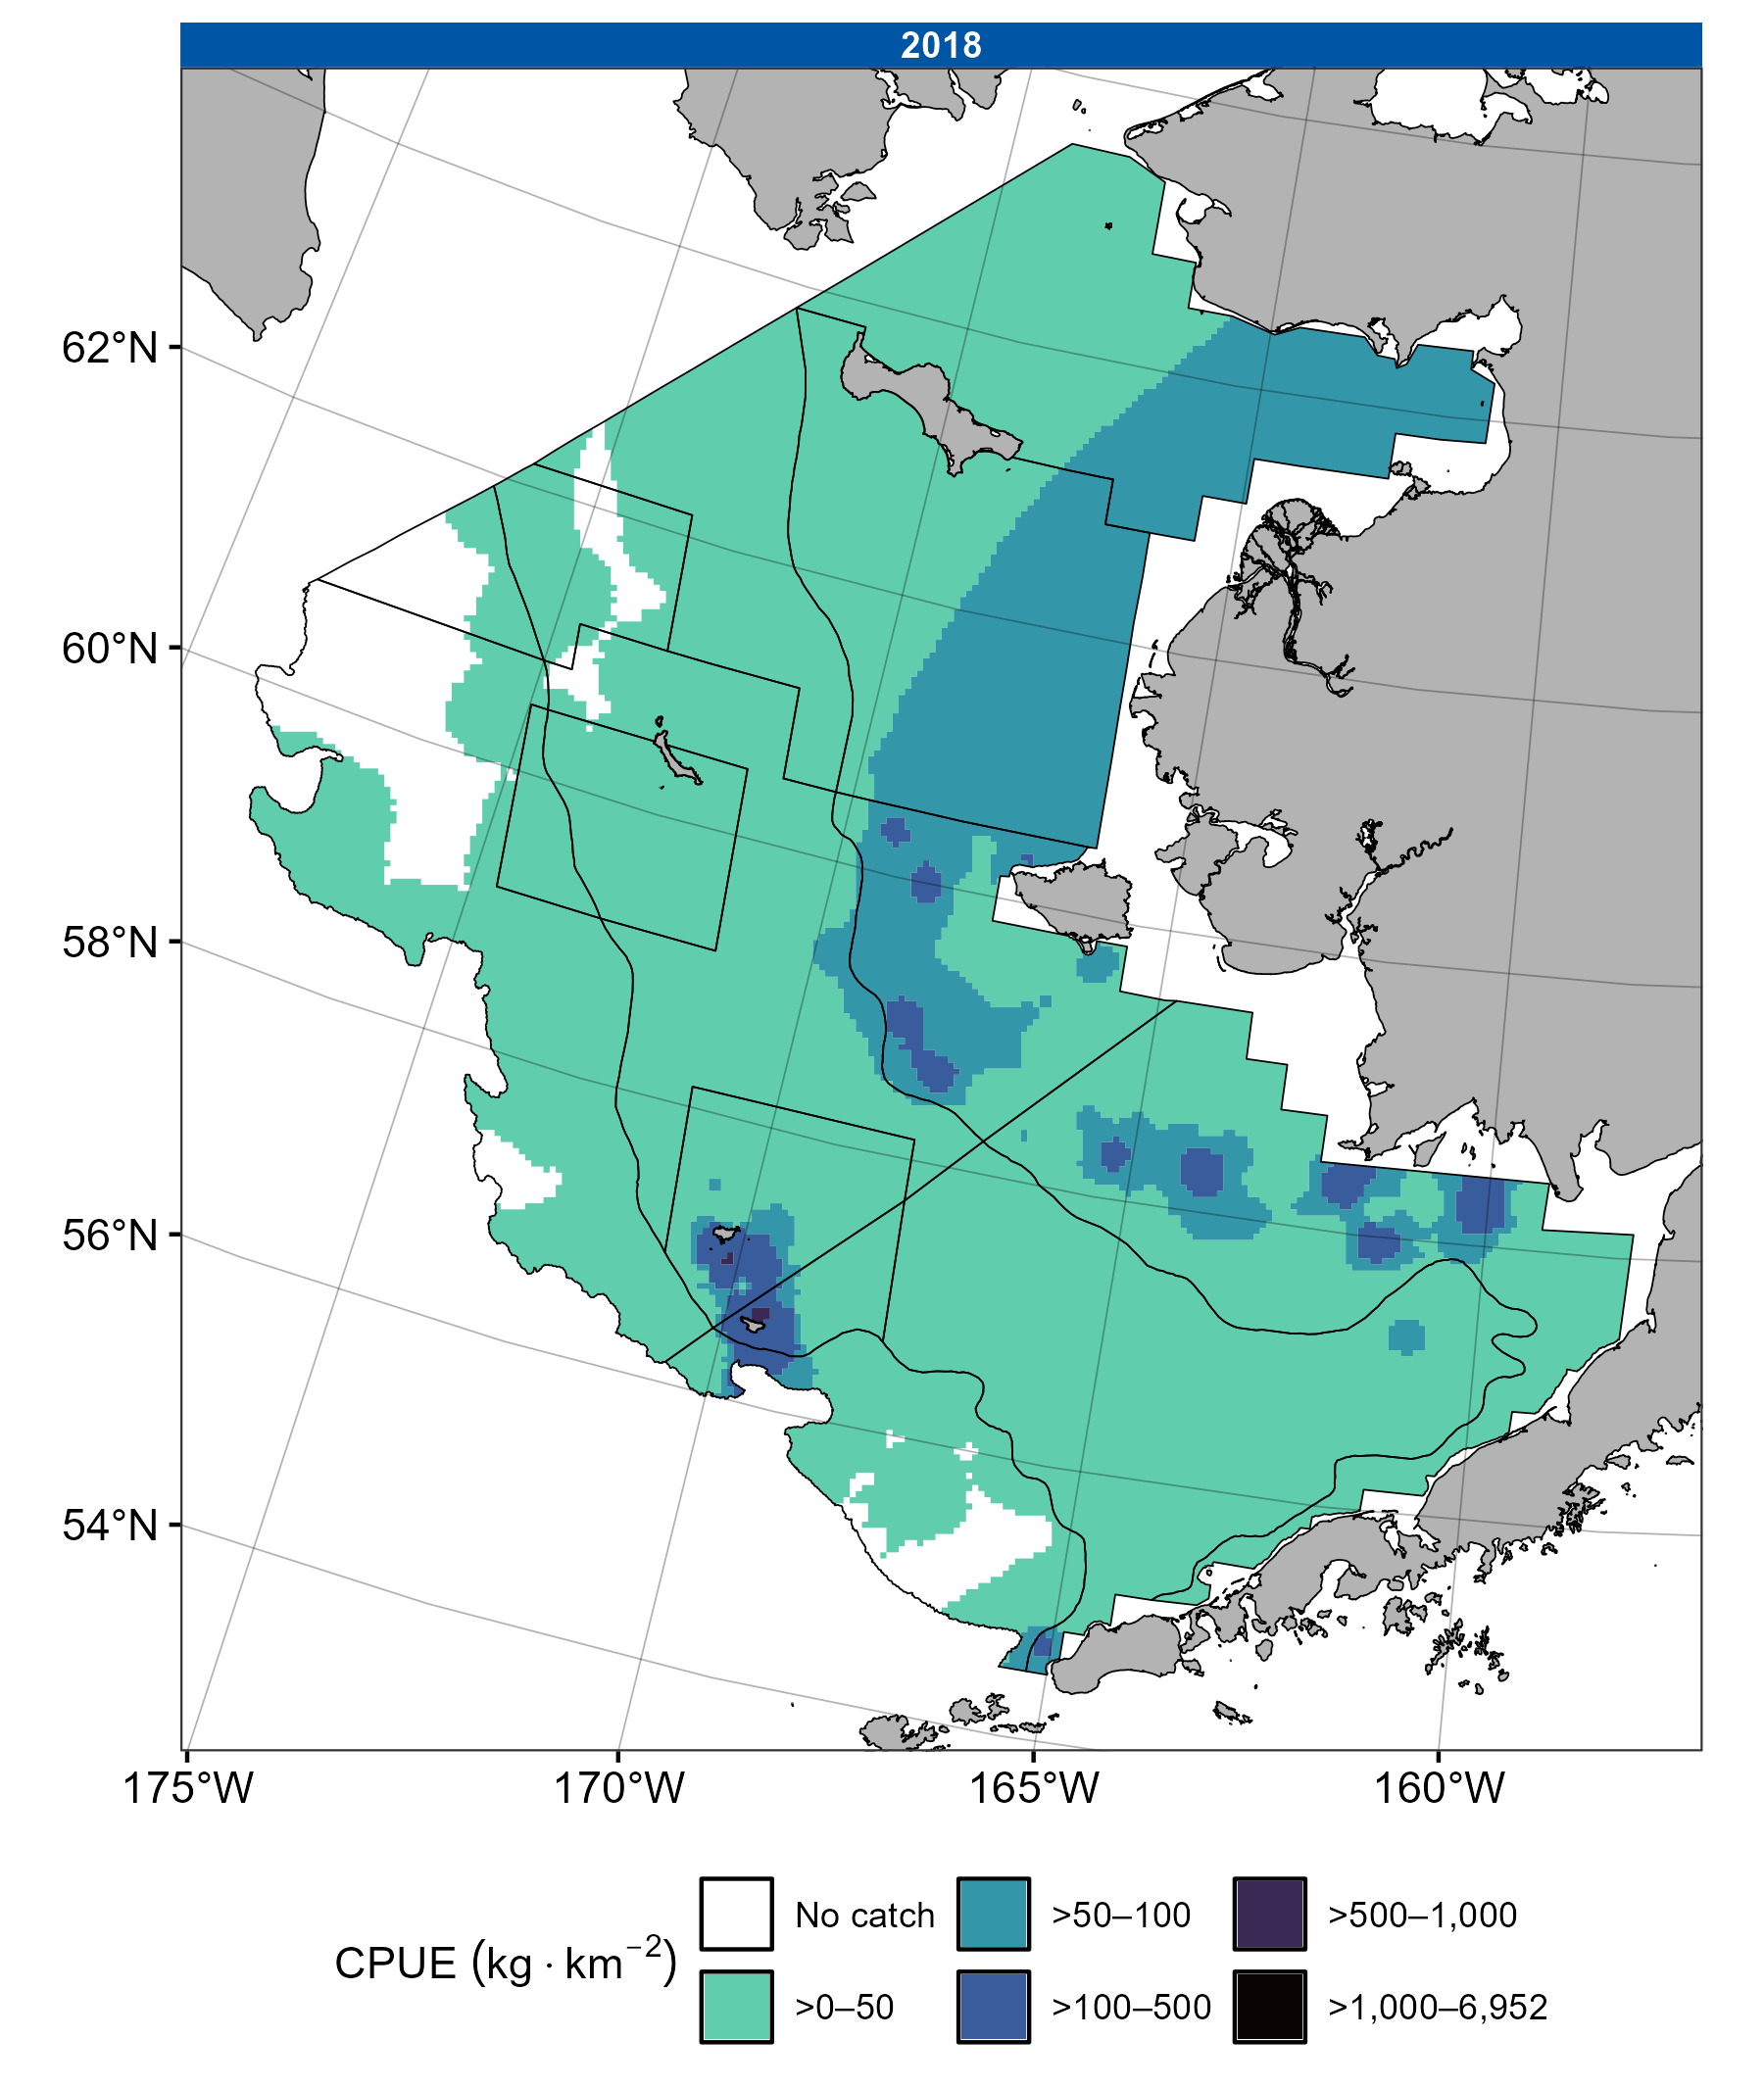 2018
62°N
60°N
58°N
56°N
54°N
175°W 170°W 165°W 160°W
CPUE (kg · km⁻²)
No catch >50–100 >500–1,000
>0–50 >100–500 >1,000–6,952